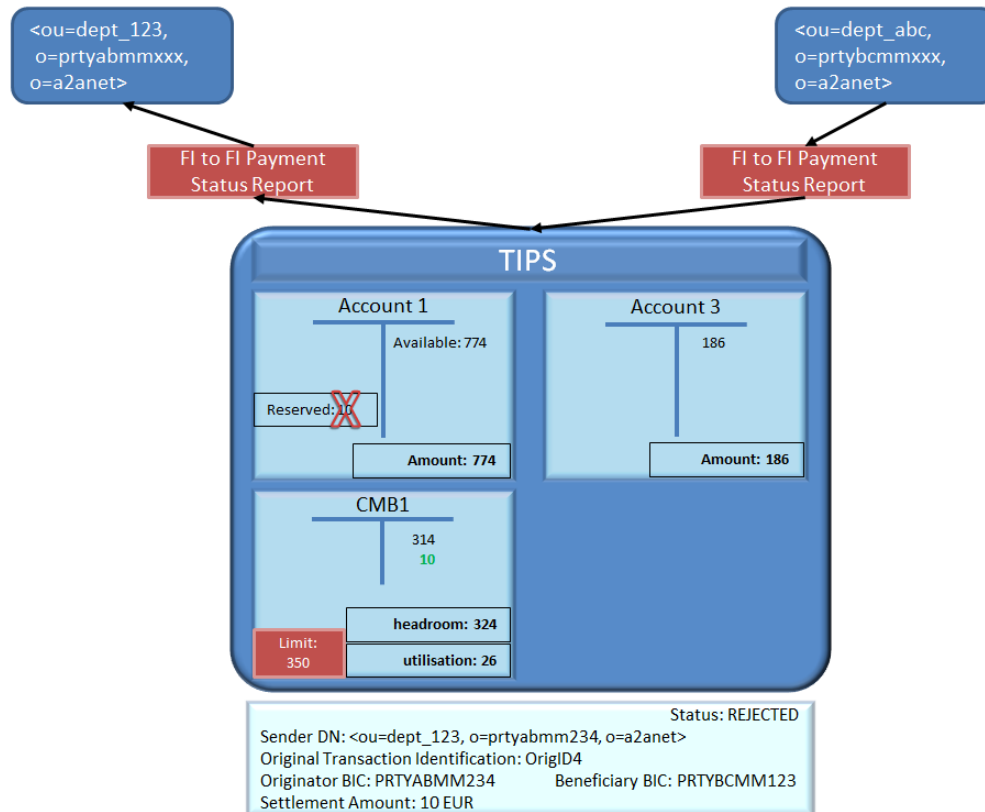 <ou=dept_123,
o=prtyabmmxxx,
o=a2anet>
<ou=dept_abc,
o=prtybcmmxxx,
o=a2anet>
FI to FI Payment
Status Report
FI to FI Payment
Status Report
TIPS
Account 1
Available: 774
Reserved: 10
Amount: 774
Account 3
186
Amount: 186
CMB1
314
10
headroom: 324
Limit:
350
utilisation: 26
Status: REJECTED
Sender DN: <ou=dept_123, o=prtyabmm234, o=a2anet>
Original Transaction Identification: OrigID4
Originator BIC: PRTYABMM234 Beneficiary BIC: PRTYBCMM123
Settlement Amount: 10 EUR